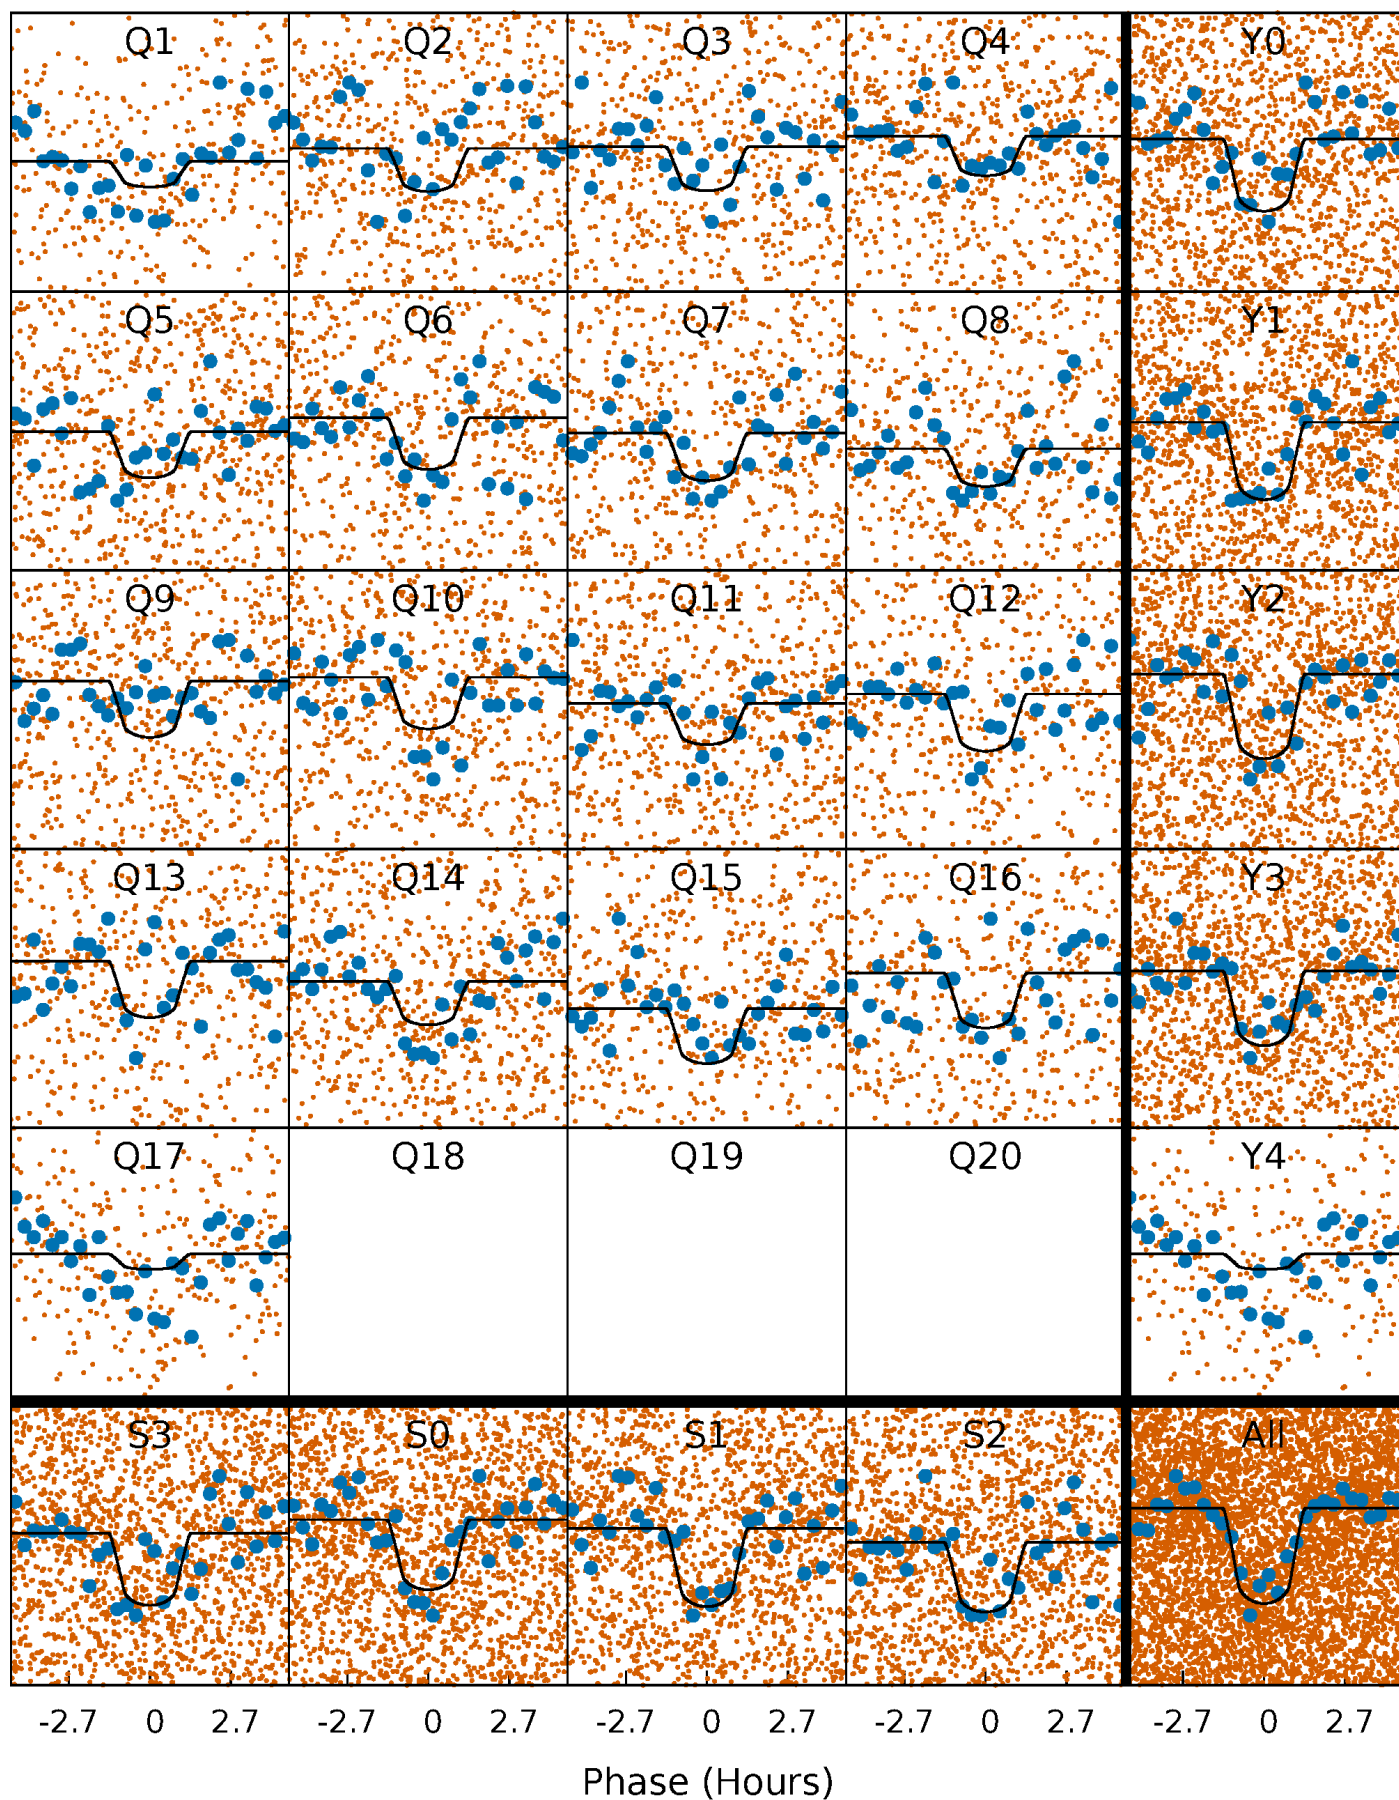 Q1 Q2 Q3 Q4 Y0
Q5 Q6 Q7 Q8 Y1
Q9 Q10 Q11 Q12 Y2
Q13 Q14 Q15 Q16 Y3
Q17 Q18 Q19 Q20 Y4
S3 S0 S1 S2 All
-2.7 0 2.7 -2.7 0 2.7 -2.7 0 2.7 -2.7 0 2.7 -2.7 0 2.7
Phase (Hours)